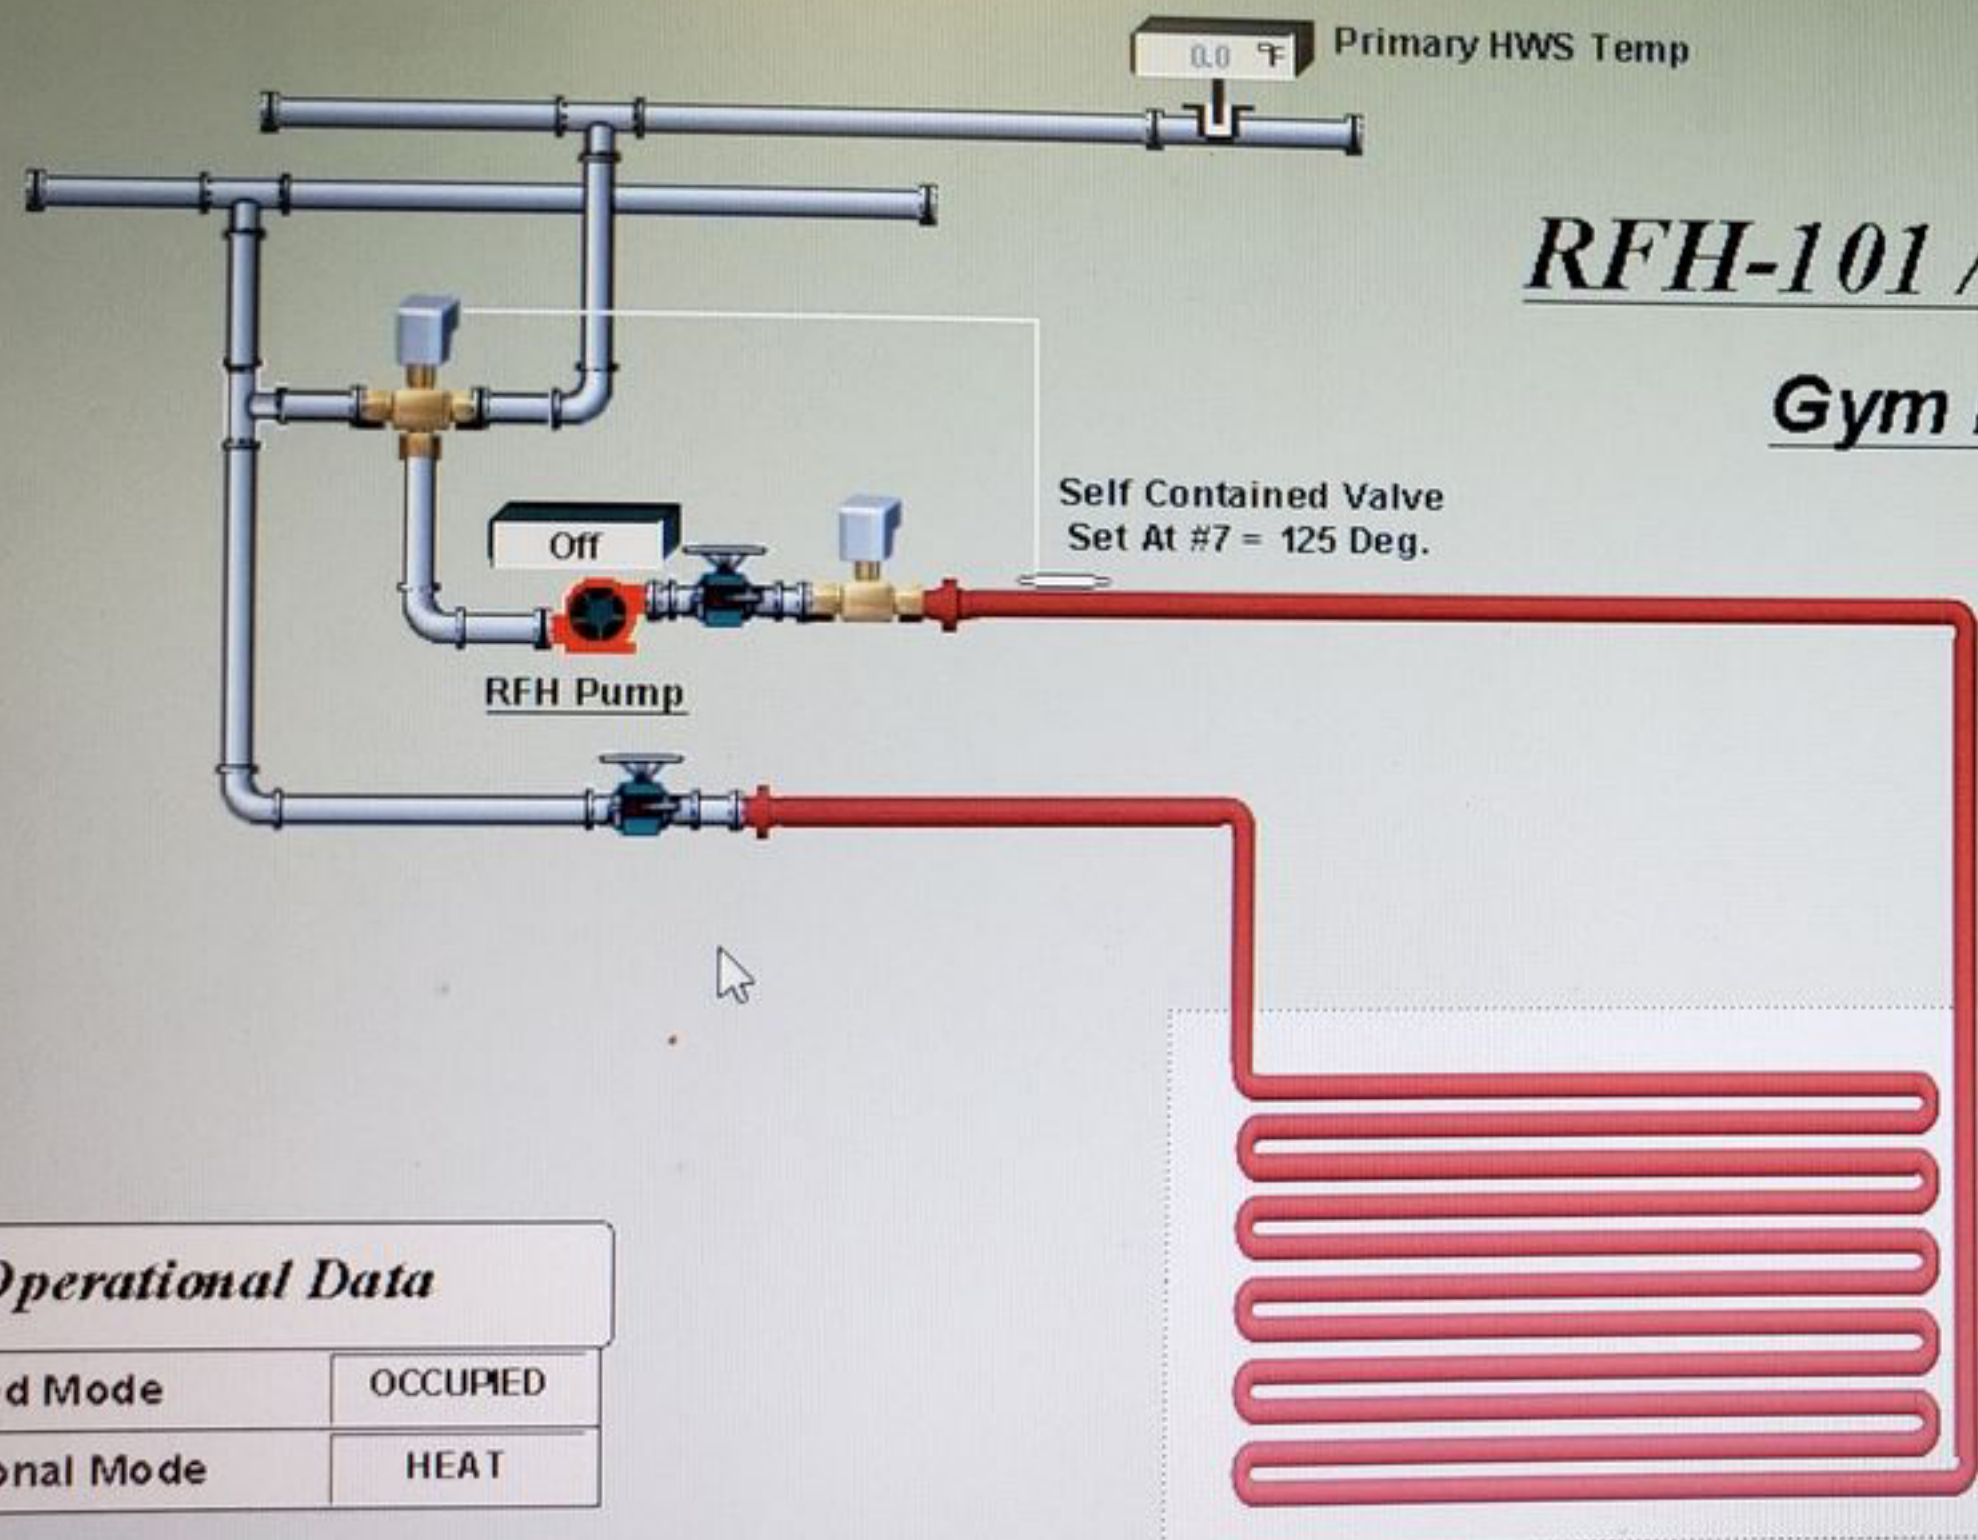 0.0 °F
Primary HWS Temp
RFH-101 /
Gym
Self Contained Valve
Set At #7 = 125 Deg.
Off
RFH Pump
Operational Data
d Mode
OCCUPIED
onal Mode
HEAT